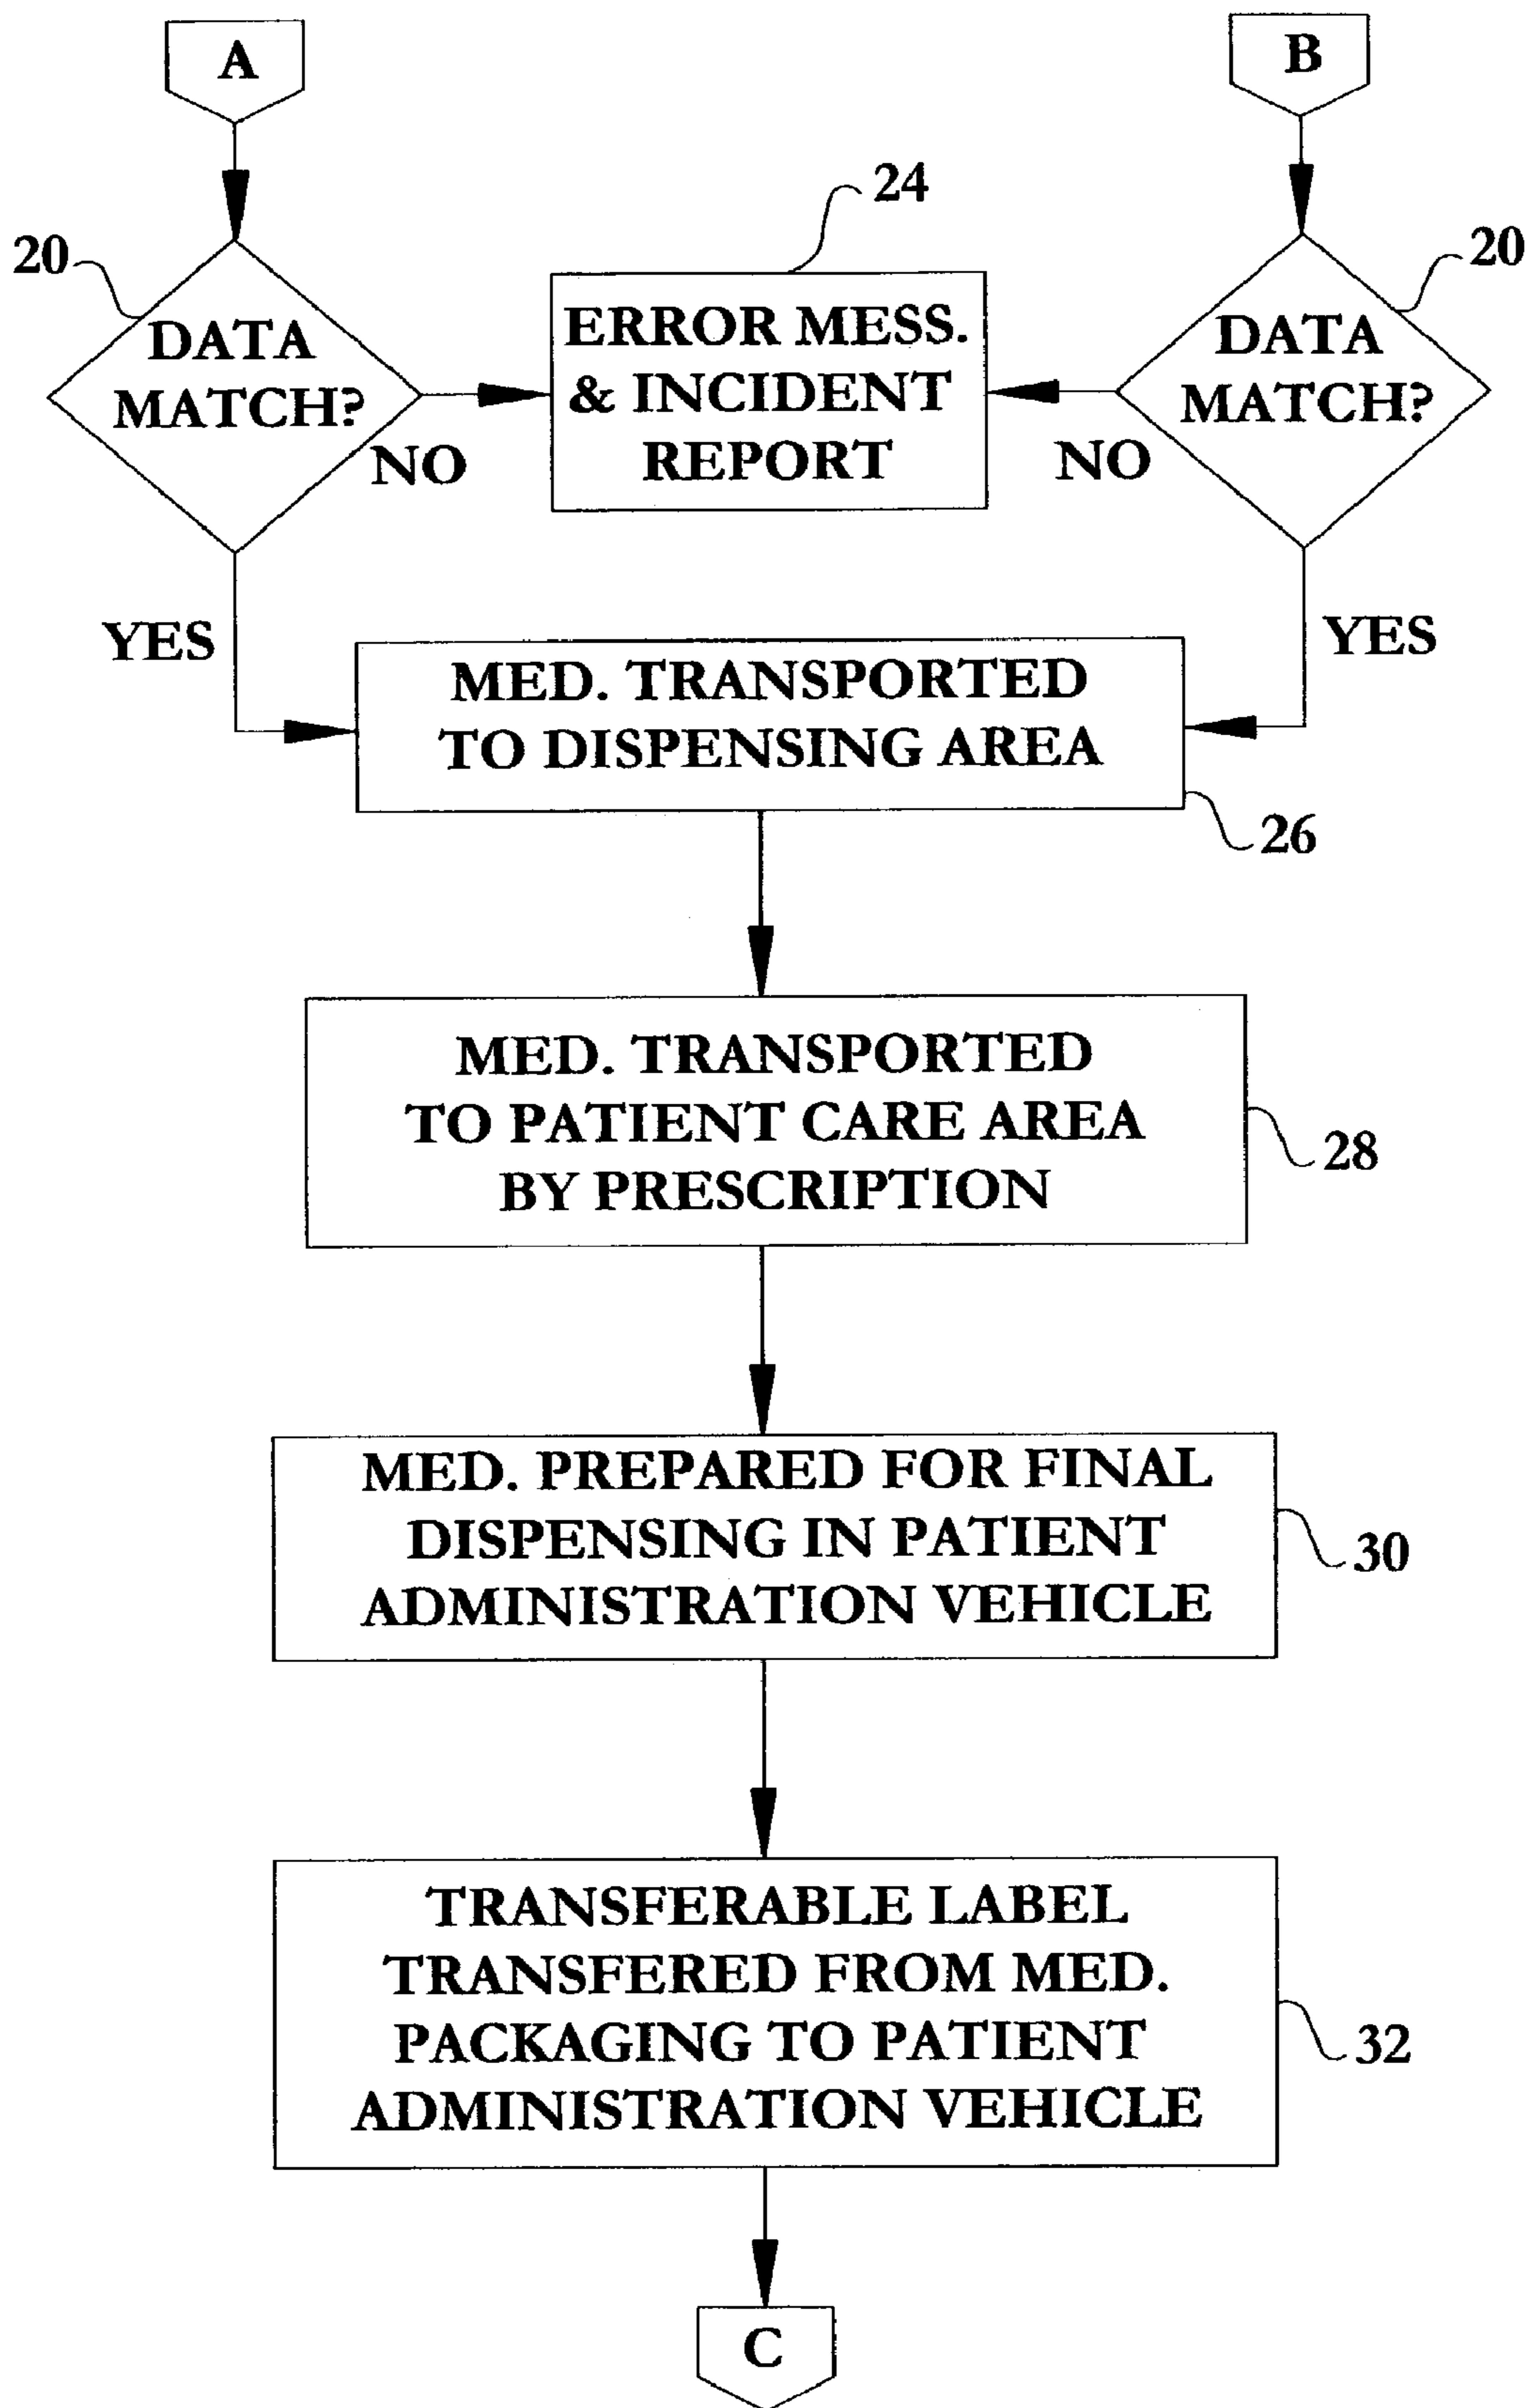 A
B
24
20
20
DATA
MATCH?
ERROR MESS.
& INCIDENT
REPORT
DATA
MATCH?
NO
NO
YES
YES
MED. TRANSPORTED
TO DISPENSING AREA
26
MED. TRANSPORTED
TO PATIENT CARE AREA
BY PRESCRIPTION
28
MED. PREPARED FOR FINAL
DISPENSING IN PATIENT
ADMINISTRATION VEHICLE
30
TRANSFERABLE LABEL
TRANSFERED FROM MED.
PACKAGING TO PATIENT
ADMINISTRATION VEHICLE
32
C